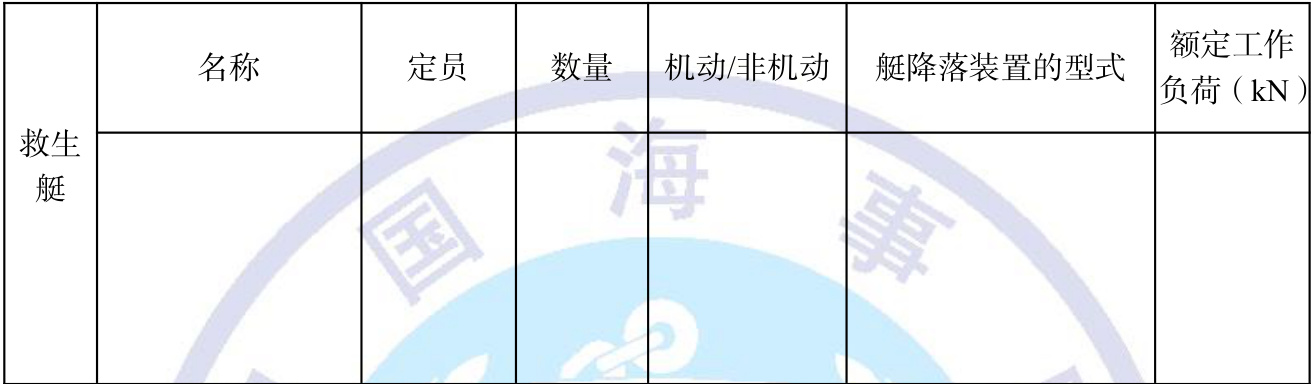 名称 定员 数量 机动/非机动 艇降落装置的型式 额定工作
负荷（kN）
救生
艇
国 海 事